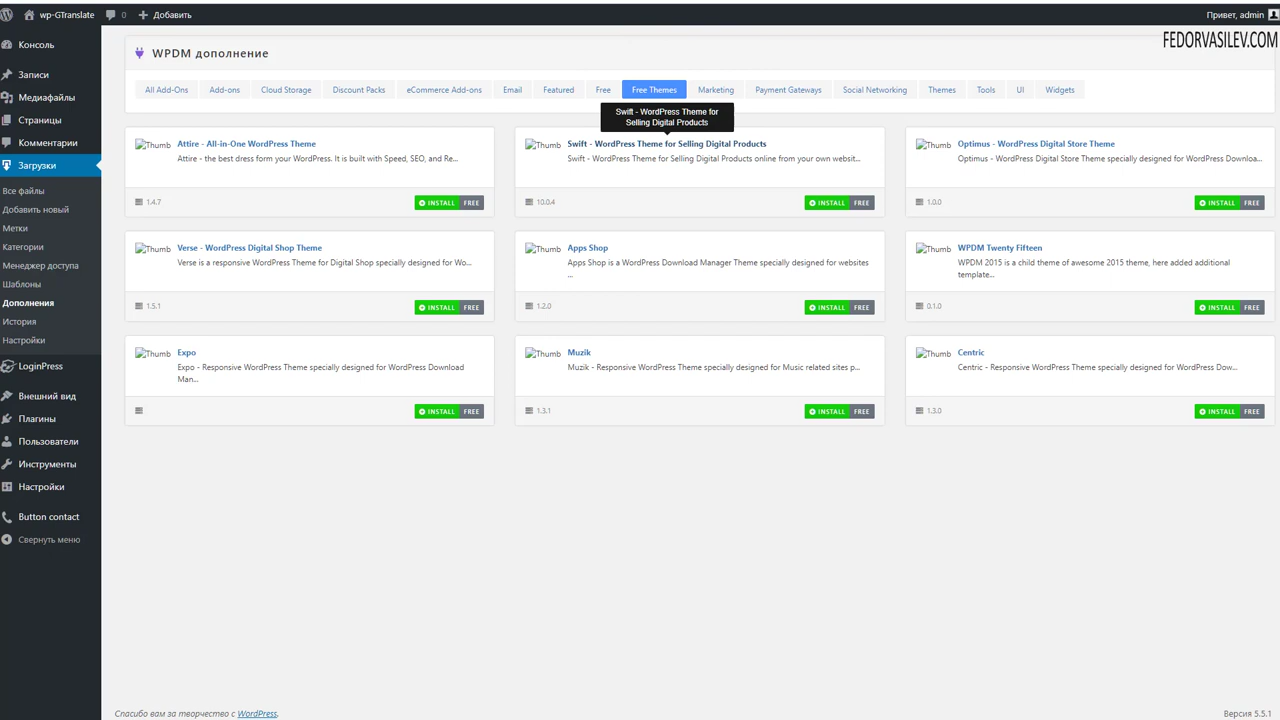 wp-GTranslate
0
Добавить
Привет, admin
FEDORVASILEV.COM
Консоль
Записи
Медиафайлы
Страницы
Комментарии
Загрузки
Все файлы
Добавить новый
Метки
Категории
Менеджер доступа
Шаблоны
Дополнения
История
Настройки
LoginPress
Внешний вид
Плагины
Пользователи
Инструменты
Настройки
Button contact
Свернуть меню
WPDM дополнение
All Add-Ons Add-ons Cloud Storage Discount Packs eCommerce Add-ons Email Featured Free Free Themes Marketing Payment Gateways Social Networking Themes Tools UI Widgets
Swift - WordPress Theme for
Selling Digital Products
Thumb
Attire - All-in-One WordPress Theme
Attire - the best dress form your WordPress. It is built with Speed, SEO, and Re...
1.4.7
INSTALL FREE
Thumb
Swift - WordPress Theme for Selling Digital Products
Swift - WordPress Theme for Selling Digital Products online from your own websit...
10.0.4
INSTALL FREE
Thumb
Optimus - WordPress Digital Store Theme
Optimus - WordPress Digital Store Theme specially designed for WordPress Downloa...
1.0.0
INSTALL FREE
Thumb
Verse - WordPress Digital Shop Theme
Verse is a responsive WordPress Theme for Digital Shop specially designed for Wo...
1.5.1
INSTALL FREE
Thumb
Apps Shop
Apps Shop is a WordPress Download Manager Theme specially designed for websites
...
1.2.0
INSTALL FREE
Thumb
WPDM Twenty Fifteen
WPDM 2015 is a child theme of awesome 2015 theme, here added additional
template...
0.1.0
INSTALL FREE
Thumb
Expo
Expo - Responsive WordPress Theme specially designed for WordPress Download
Man...
INSTALL FREE
Thumb
Muzik
Muzik - Responsive WordPress Theme specially designed for Music related sites p...
1.3.1
INSTALL FREE
Thumb
Centric
Centric - Responsive WordPress Theme specially designed for WordPress Dow...
1.3.0
INSTALL FREE
Спасибо вам за творчество с WordPress.
Версия 5.5.1